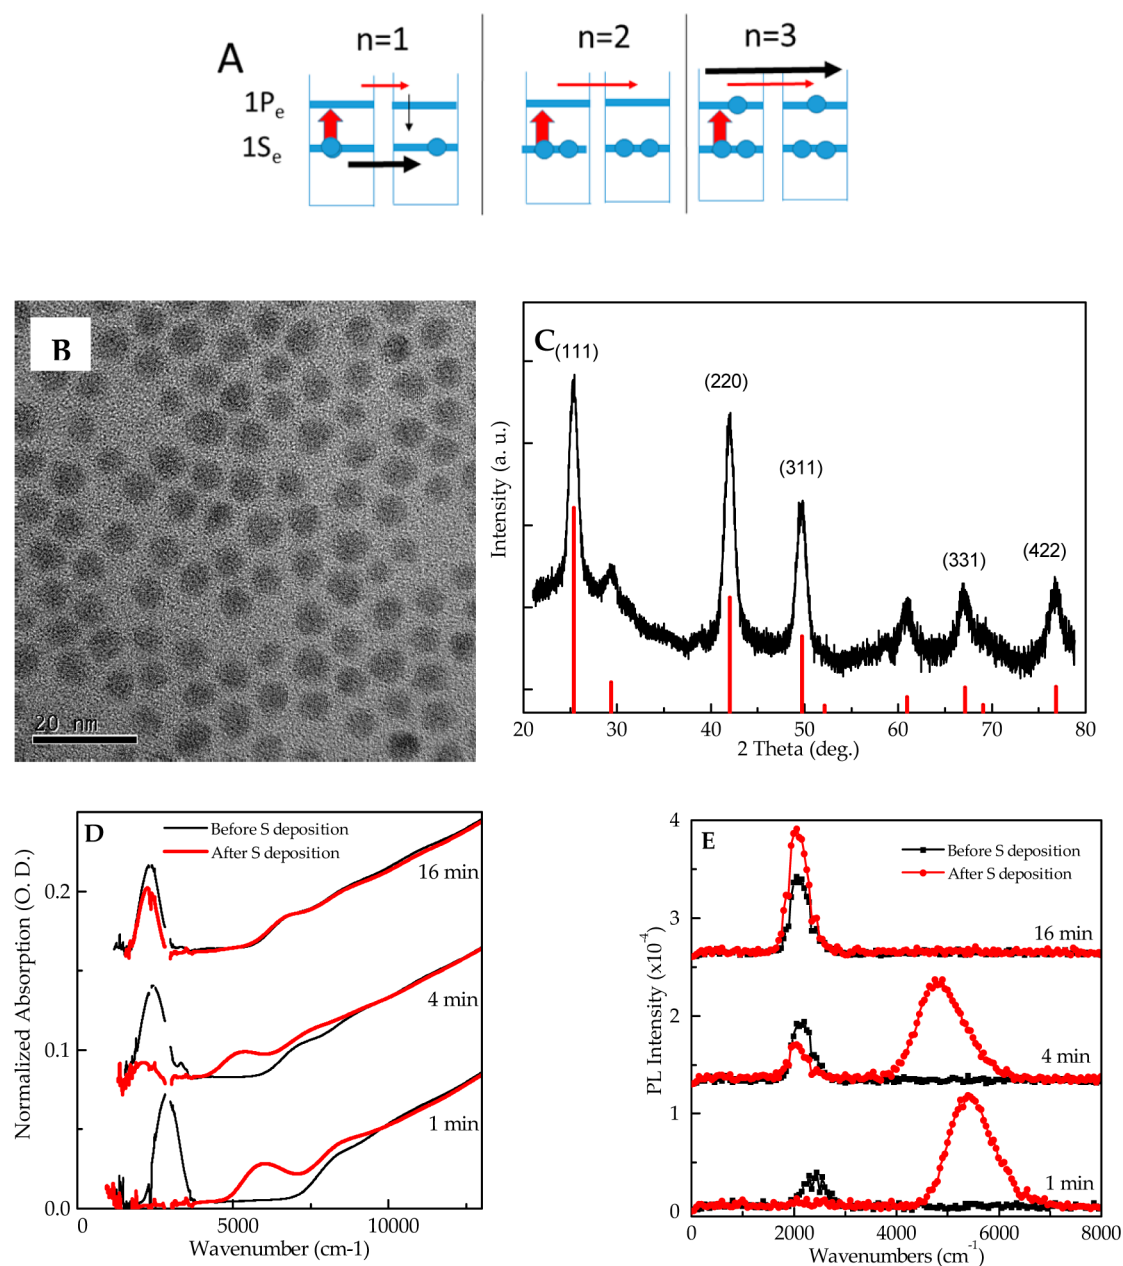 A
n=1
n=2
n=3
1Pe
1Se
B
20 nm
C
(111)
(220)
(311)
(331)
(422)
Intensity (a. u.)
20 30 40 50 60 70 80
2 Theta (deg.)
D
Before S deposition
After S deposition
16 min
4 min
1 min
0.2
0.1
0.0
Normalized Absorption (O. D.)
0 5000 10000
Wavenumber (cm-1)
E
Before S deposition
After S deposition
16 min
4 min
1 min
4
3
2
1
0
PL Intensity (x10⁻⁴)
0 2000 4000 6000 8000
Wavenumbers (cm⁻¹)